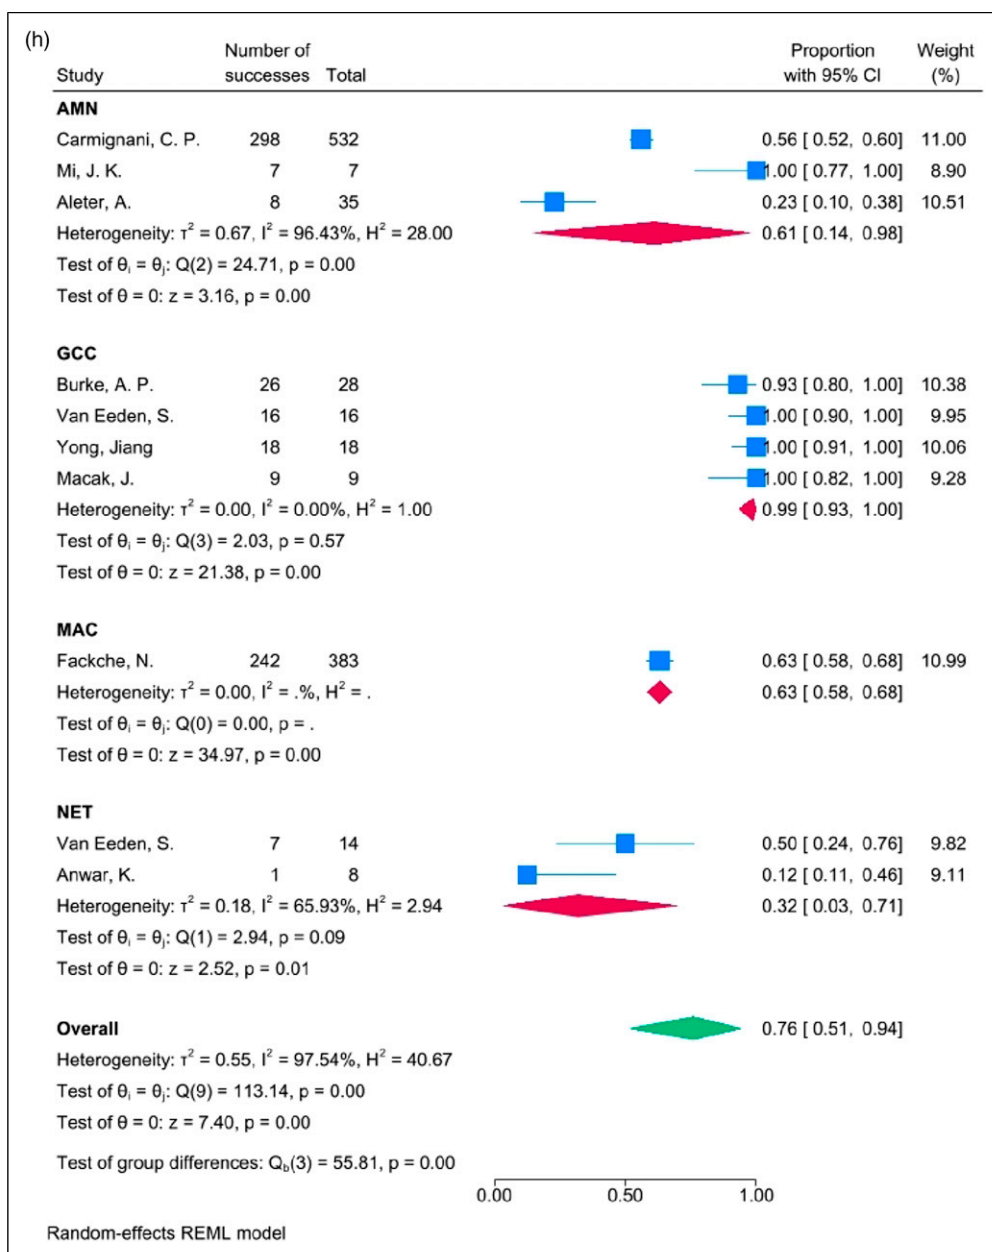 (h)
Number of Proportion Weight
Study successes Total with 95% CI (%)
AMN
Carmignani, C. P. 298 532 0.56 [ 0.52, 0.60] 11.00
Mi, J. K. 7 7 1.00 [ 0.77, 1.00] 8.90
Aleter, A. 8 35 0.23 [ 0.10, 0.38] 10.51
Heterogeneity: τ² = 0.67, I² = 96.43%, H² = 28.00 0.61 [ 0.14, 0.98]
Test of θᵢ = θⱼ: Q(2) = 24.71, p = 0.00
Test of θ = 0: z = 3.16, p = 0.00
GCC
Burke, A. P. 26 28 0.93 [ 0.80, 1.00] 10.38
Van Eeden, S. 16 16 1.00 [ 0.90, 1.00] 9.95
Yong, Jiang 18 18 1.00 [ 0.91, 1.00] 10.06
Macak, J. 9 9 1.00 [ 0.82, 1.00] 9.28
Heterogeneity: τ² = 0.00, I² = 0.00%, H² = 1.00 0.99 [ 0.93, 1.00]
Test of θᵢ = θⱼ: Q(3) = 2.03, p = 0.57
Test of θ = 0: z = 21.38, p = 0.00
MAC
Fackche, N. 242 383 0.63 [ 0.58, 0.68] 10.99
Heterogeneity: τ² = 0.00, I² = .%, H² = . 0.63 [ 0.58, 0.68]
Test of θᵢ = θⱼ: Q(0) = 0.00, p = .
Test of θ = 0: z = 34.97, p = 0.00
NET
Van Eeden, S. 7 14 0.50 [ 0.24, 0.76] 9.82
Anwar, K. 1 8 0.12 [ 0.11, 0.46] 9.11
Heterogeneity: τ² = 0.18, I² = 65.93%, H² = 2.94 0.32 [ 0.03, 0.71]
Test of θᵢ = θⱼ: Q(1) = 2.94, p = 0.09
Test of θ = 0: z = 2.52, p = 0.01
Overall 0.76 [ 0.51, 0.94]
Heterogeneity: τ² = 0.55, I² = 97.54%, H² = 40.67
Test of θᵢ = θⱼ: Q(9) = 113.14, p = 0.00
Test of θ = 0: z = 7.40, p = 0.00
Test of group differences: Q_b(3) = 55.81, p = 0.00
0.00 0.50 1.00
Random-effects REML model